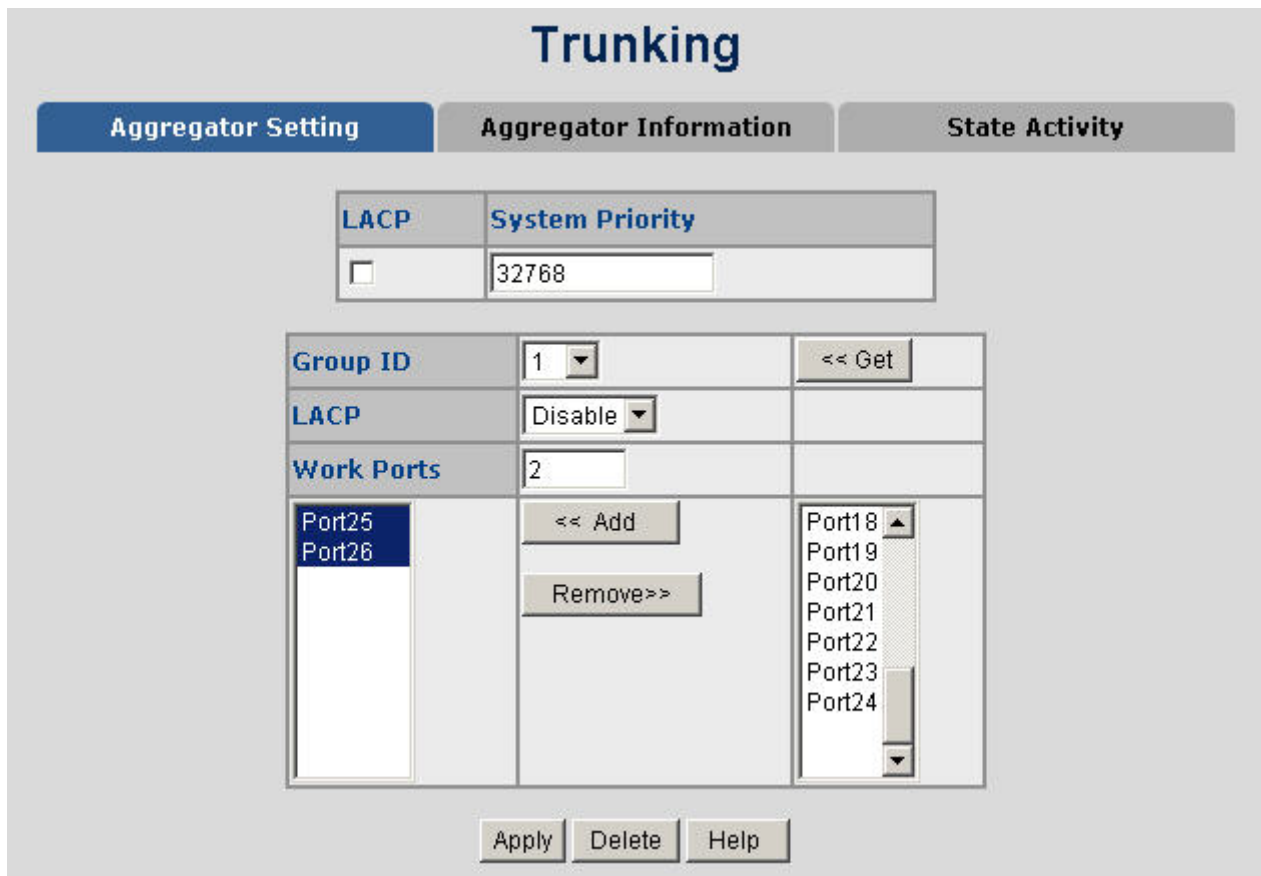 Trunking
Aggregator Setting
Aggregator Information
State Activity
LACP
System Priority
32768
Group ID
1
<< Get
LACP
Disable
Work Ports
2
Port25
Port26
<< Add
Remove>>
Port18
Port19
Port20
Port21
Port22
Port23
Port24
Apply
Delete
Help